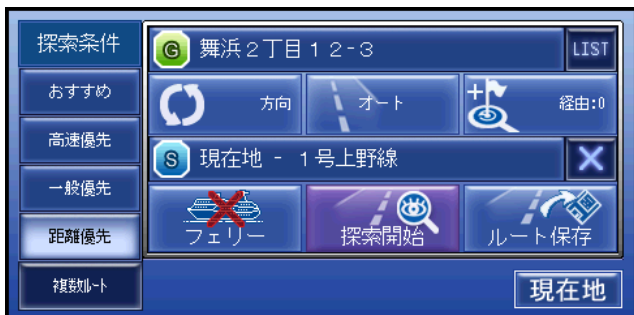 探索条件
おすすめ
高速優先
一般優先
距離優先
複数ルート
G 舞浜2丁目12-3 LIST
方向 オート 経由:0
S 現在地 - 1号上野線
フェリー 探索開始 ルート保存
現在地